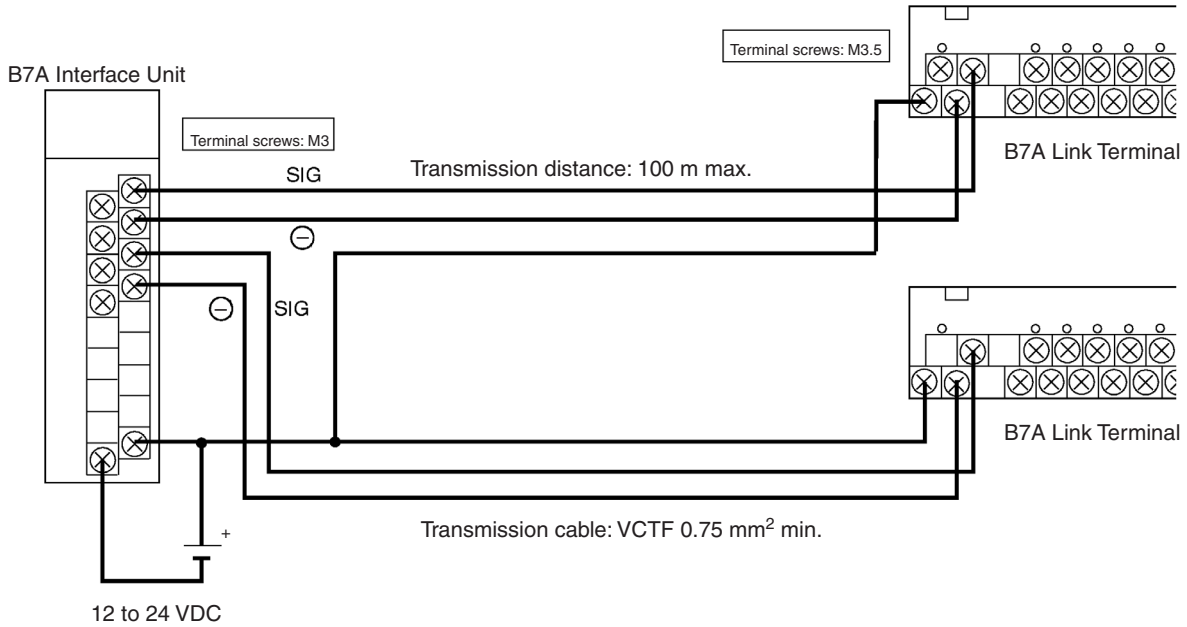 Terminal screws: M3.5
B7A Interface Unit
Terminal screws: M3
B7A Link Terminal
SIG
Transmission distance: 100 m max.
SIG
B7A Link Terminal
Transmission cable: VCTF 0.75 mm² min.
+
12 to 24 VDC